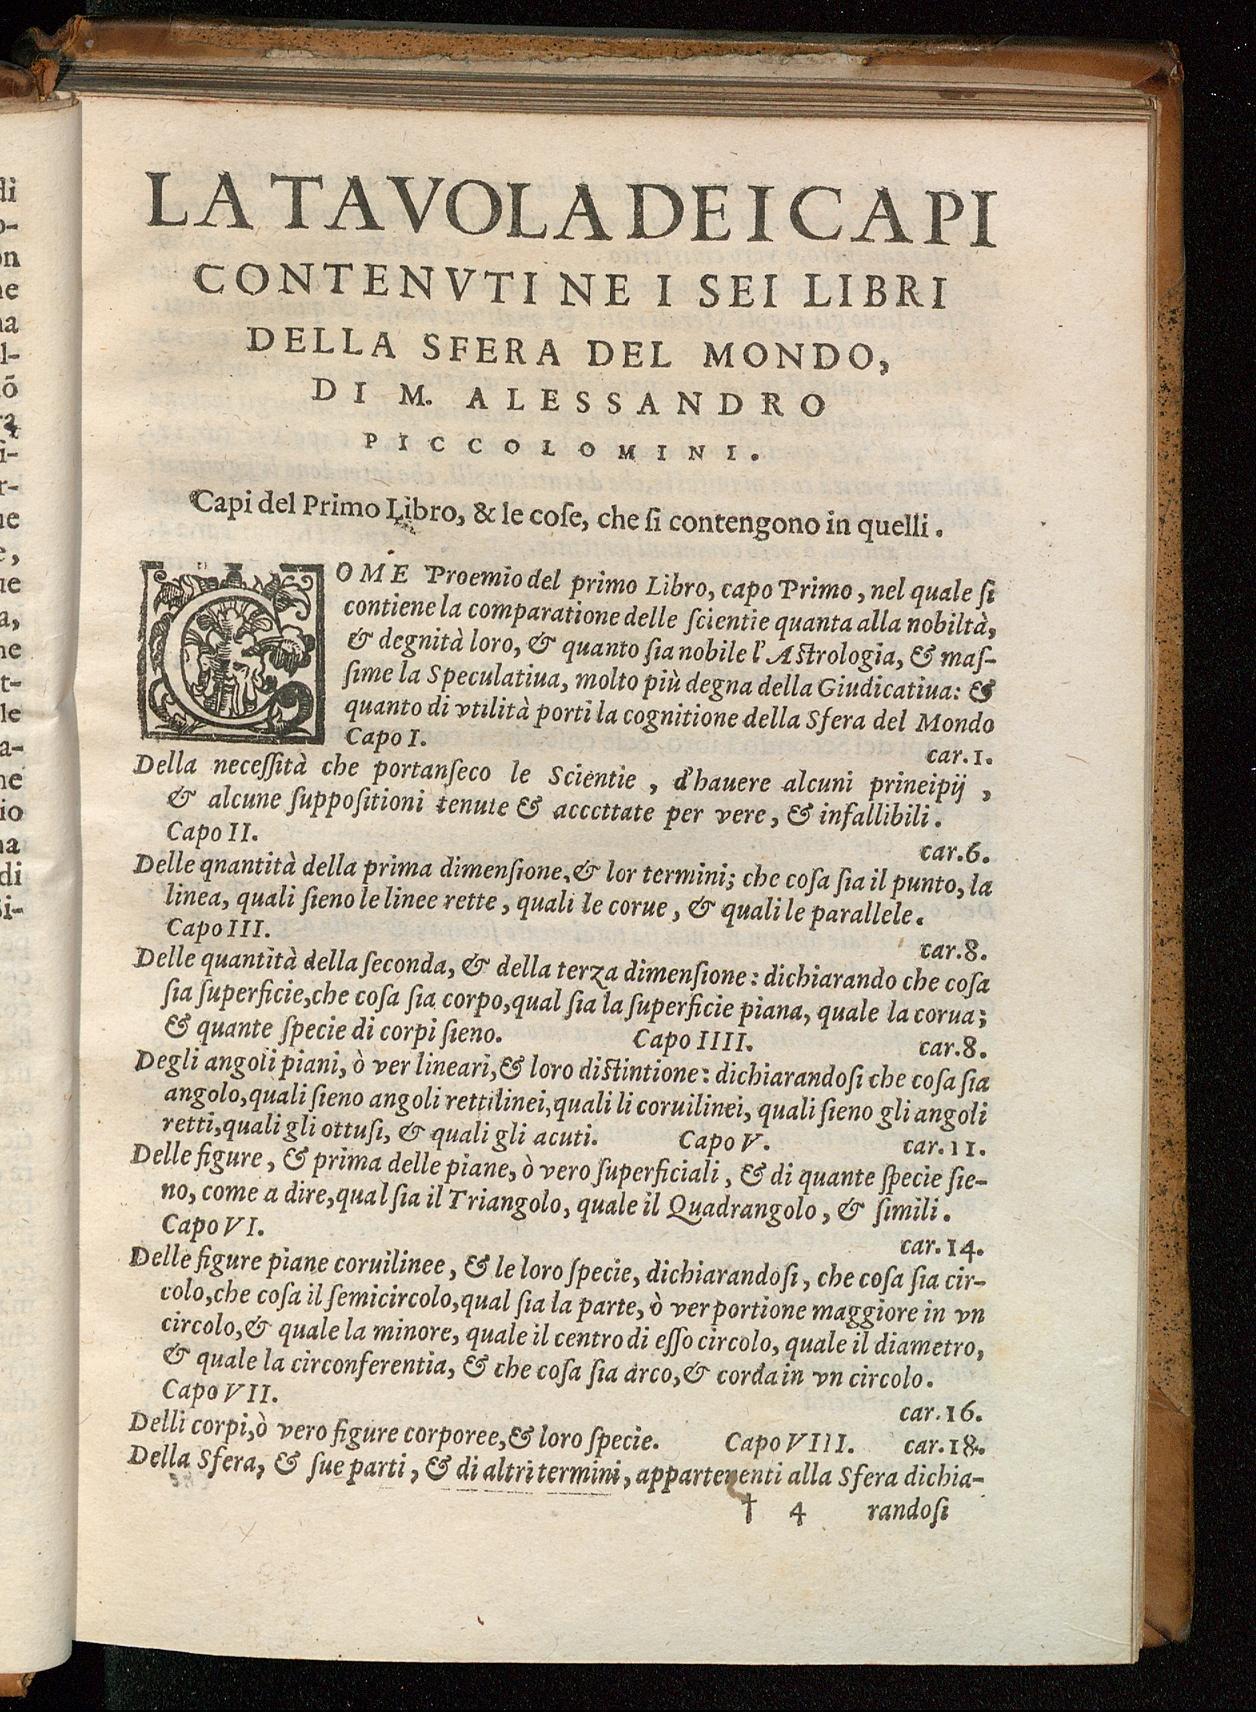 LA TAVOLA DEI CAPI
CONTENVTI NE I SEI LIBRI
DELLA SFERA DEL MONDO,
DI M. ALESSANDRO
PICCOLOMINI.
Capi del Primo Libro, & le coſe, che ſi contengono in quelli.
COME Proemio del primo Libro, capo Primo, nel quale ſi
contiene la comparatione delle ſcientie quanta alla nobiltà,
& degnità loro, & quanto ſia nobile l'Aſtrologia, & maſ-
ſime la Speculatiua, molto più degna della Giudicatiua: &
quanto di vtilità porti la cognitione della Sfera del Mondo
Capo I. car.1.
Della neceſſità che portanſeco le Scientie, d'hauere alcuni prineipij,
& alcune ſuppoſitioni tenute & acccttate per vere, & infallibili.
Capo II. car.6.
Delle qnantità della prima dimenſione, & lor termini; che coſa ſia il punto, la
linea, quali ſieno le linee rette, quali le corue, & quali le parallele.
Capo III. car.8.
Delle quantità della ſeconda, & della terza dimenſione: dichiarando che coſa
ſia ſuperficie, che coſa ſia corpo, qual ſia la ſuperficie piana, quale la corua;
& quante ſpecie di corpi ſieno. Capo IIII. car.8.
Degli angoli piani, ò ver lineari, & loro diſtintione: dichiarandoſi che coſa ſia
angolo, quali ſieno angoli rettilinei, quali li coruilinei, quali ſieno gli angoli
retti, quali gli ottuſi, & quali gli acuti. Capo V. car.11.
Delle figure, & prima delle piane, ò vero ſuperficiali, & di quante ſpecie ſie-
no, come a dire, qual ſia il Triangolo, quale il Quadrangolo, & ſimili.
Capo VI. car.14.
Delle figure piane coruilinee, & le loro ſpecie, dichiarandoſi, che coſa ſia cir-
colo, che coſa il ſemicircolo, qual ſia la parte, ò ver portione maggiore in vn
circolo, & quale la minore, quale il centro di eſſo circolo, quale il diametro,
& quale la circonferentia, & che coſa ſia arco, & corda in vn circolo.
Capo VII. car.16.
Delli corpi, ò vero figure corporee, & loro ſpecie. Capo VIII. car.18.
Della Sfera, & ſue parti, & di altri termini, appartenenti alla Sfera dichia-
† 4 randoſi